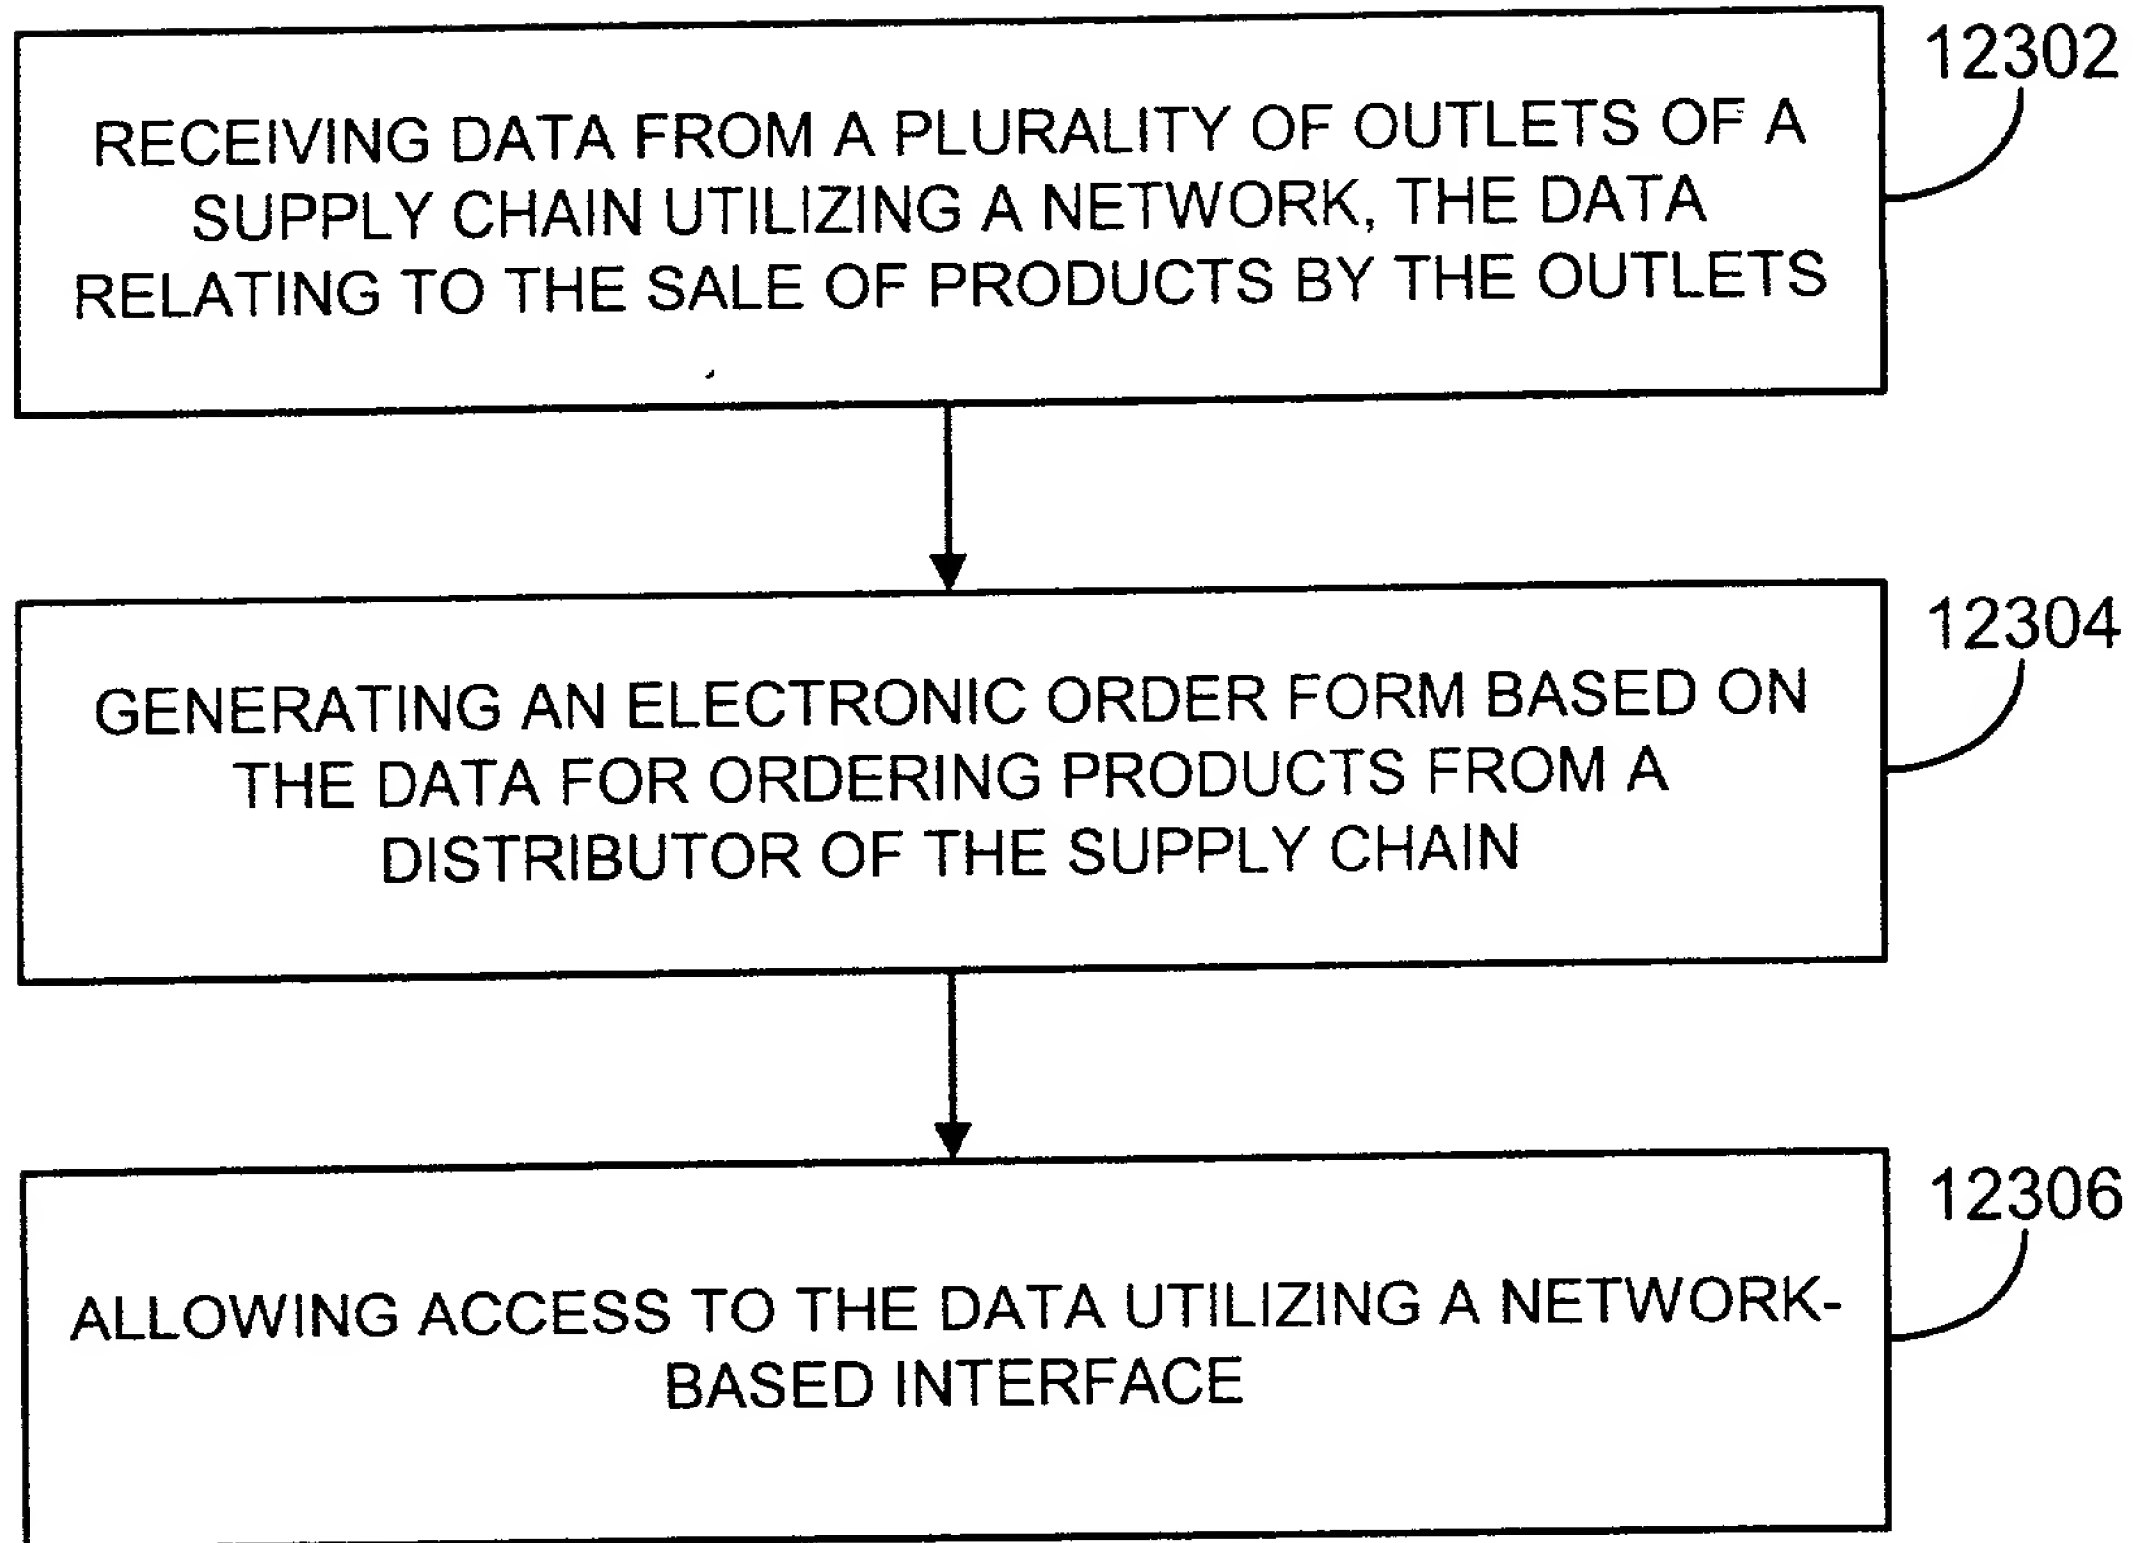 12302
RECEIVING DATA FROM A PLURALITY OF OUTLETS OF A
SUPPLY CHAIN UTILIZING A NETWORK, THE DATA
RELATING TO THE SALE OF PRODUCTS BY THE OUTLETS
12304
GENERATING AN ELECTRONIC ORDER FORM BASED ON
THE DATA FOR ORDERING PRODUCTS FROM A
DISTRIBUTOR OF THE SUPPLY CHAIN
12306
ALLOWING ACCESS TO THE DATA UTILIZING A NETWORK-
BASED INTERFACE